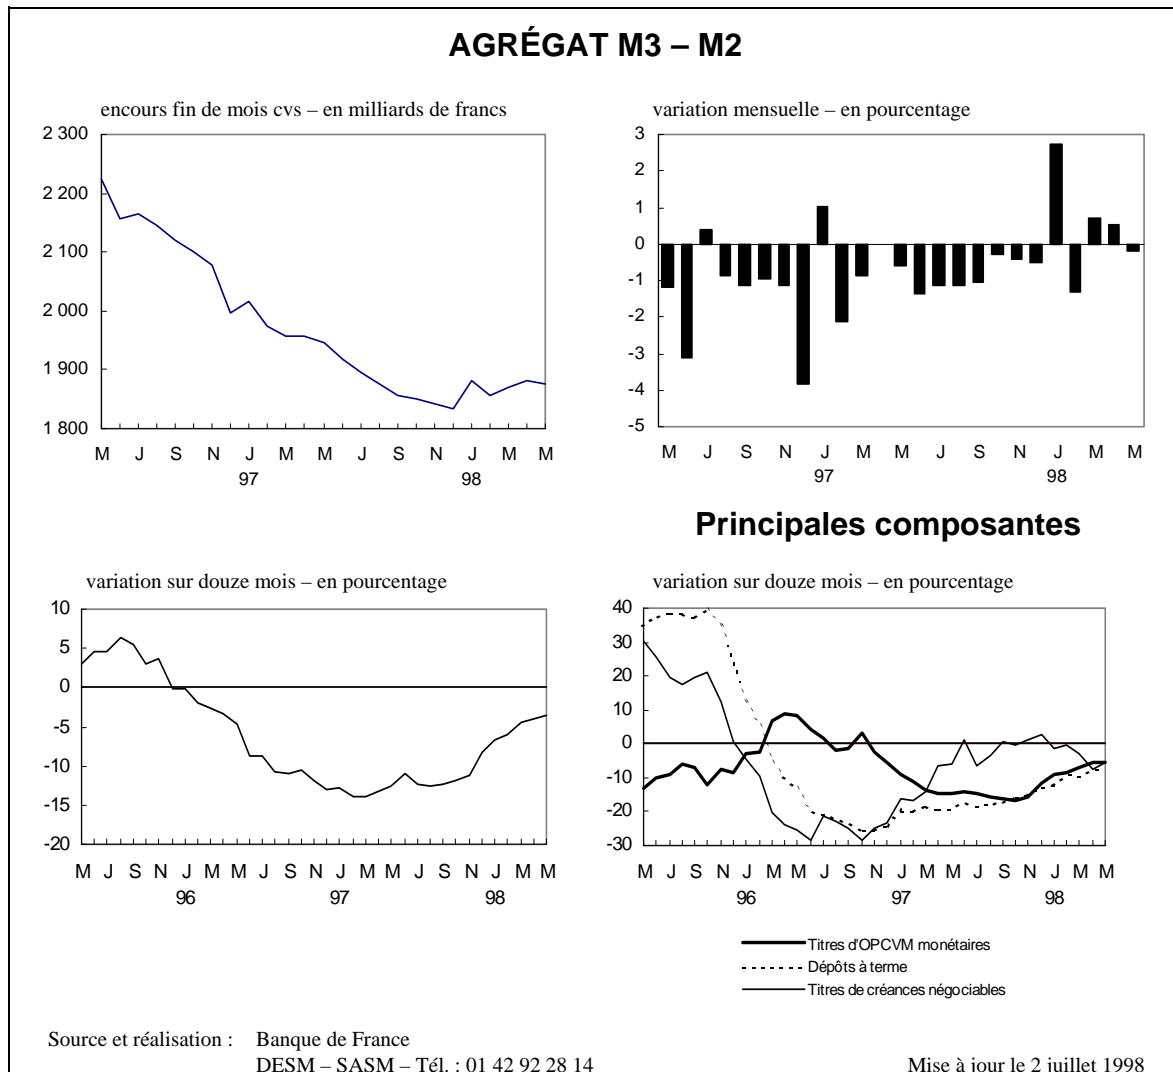 AGRÉGAT M3 – M2
encours fin de mois cvs – en milliards de francs
2 300
2 200
2 100
2 000
1 900
1 800
M J S N J M M J S N J M M
97 98
variation mensuelle – en pourcentage
3
2
1
0
-1
-2
-3
-4
-5
M J S N J M M J S N J M M
97 98
Principales composantes
variation sur douze mois – en pourcentage
10
5
0
-5
-10
-15
-20
M J S N J M M J S N J M M J S N J M M
96 97 98
variation sur douze mois – en pourcentage
40
30
20
10
0
-10
-20
-30
M J S N J M M J S N J M M J S N J M M
96 97 98
Titres d'OPCVM monétaires
Dépôts à terme
Titres de créances négociables
Source et réalisation : Banque de France
DESM – SASM – Tél. : 01 42 92 28 14 Mise à jour le 2 juillet 1998